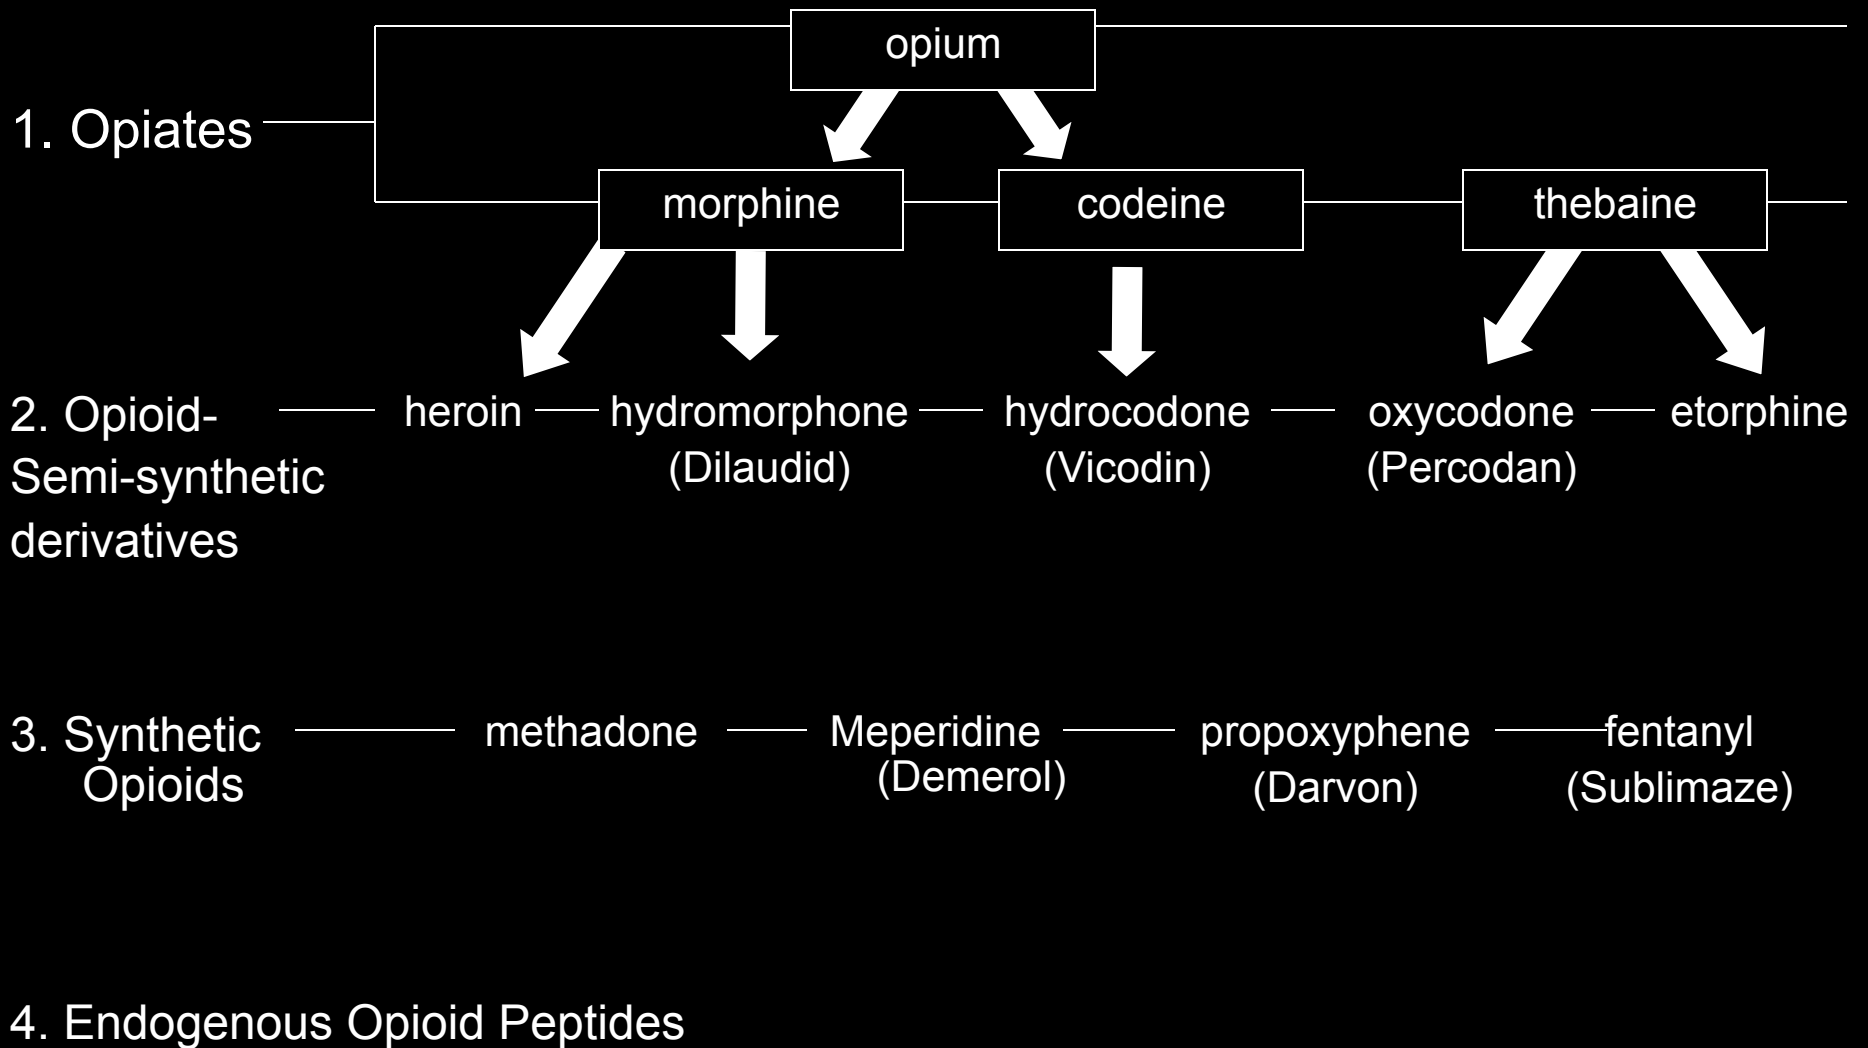 opium
1. Opiates
morphine codeine thebaine
2. Opioid- heroin hydromorphone hydrocodone oxycodone etorphine
(Dilaudid) (Vicodin) (Percodan)
Semi-synthetic
derivatives
3. Synthetic methadone Meperidine propoxyphene fentanyl
Opioids (Demerol) (Darvon) (Sublimaze)
4. Endogenous Opioid Peptides